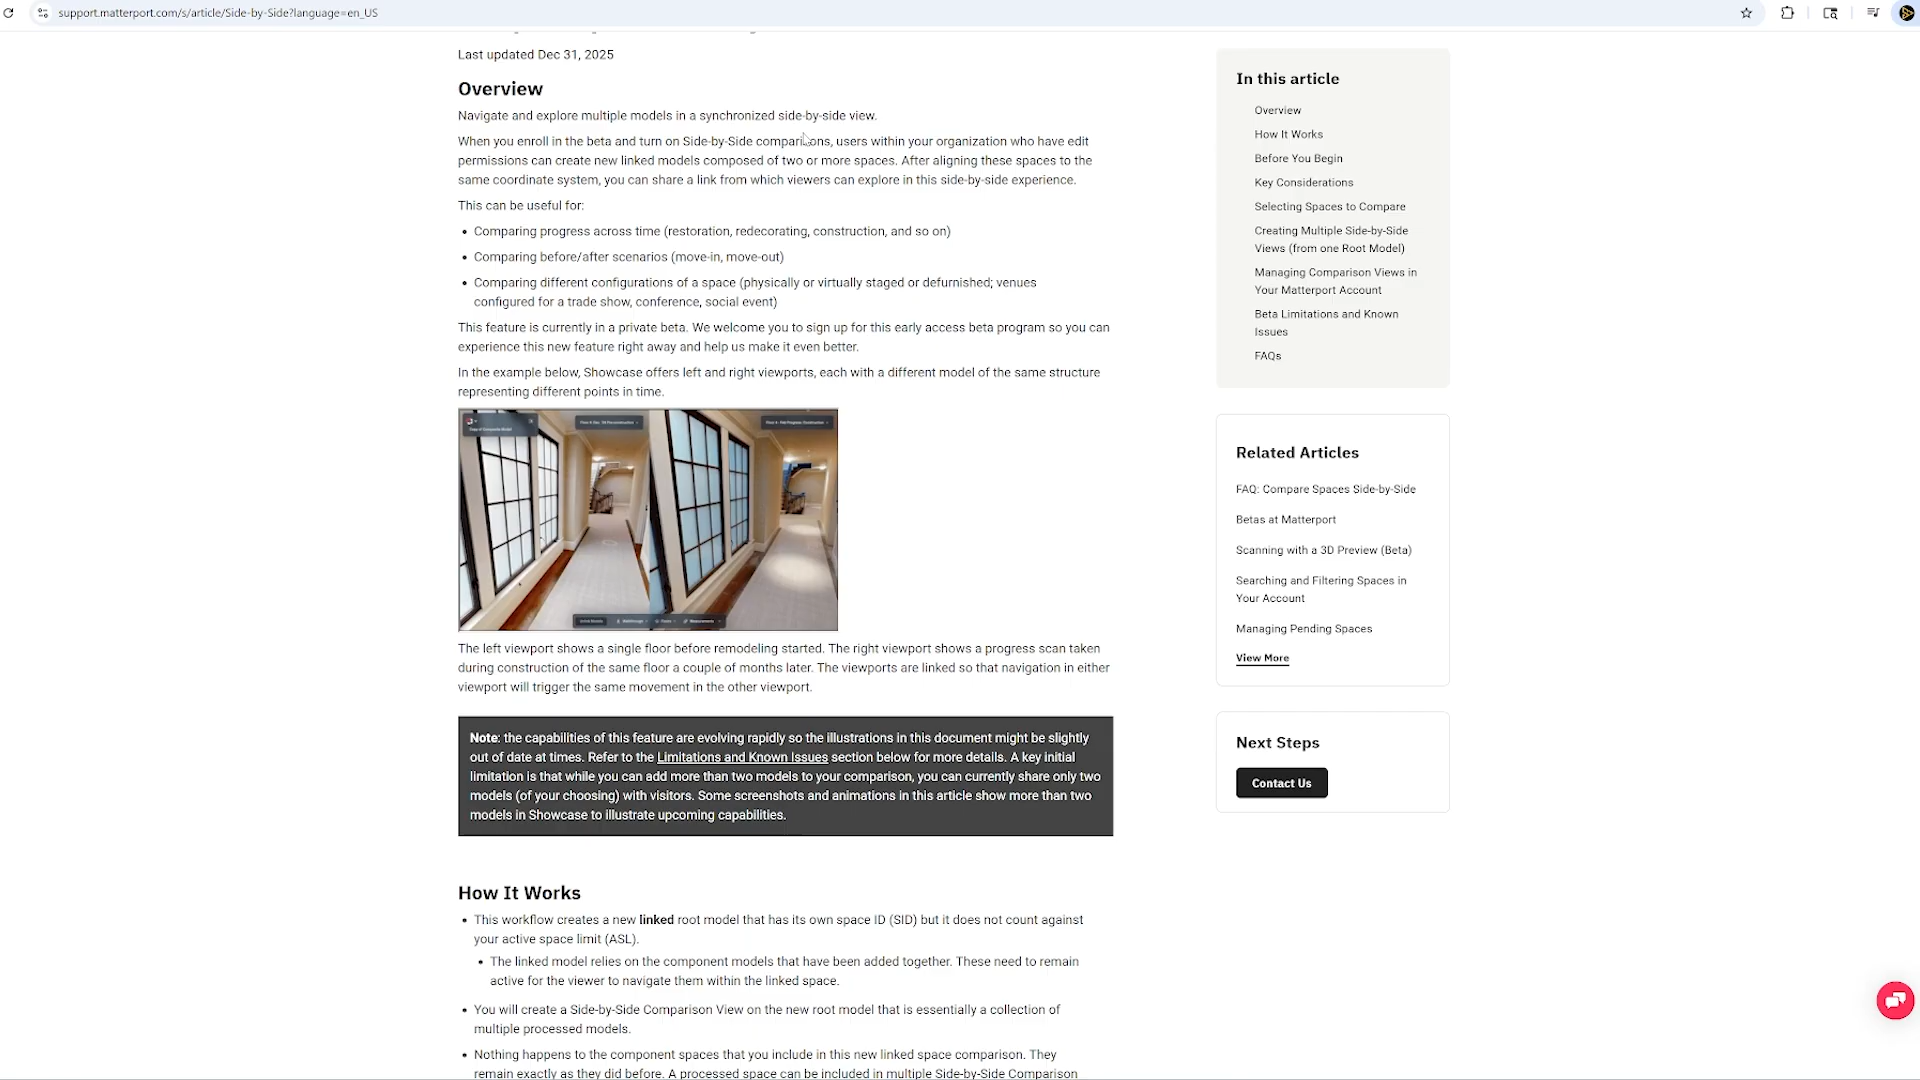 support.matterport.com/s/article/Side-by-Side?language=en_US
Last updated Dec 31, 2025
Overview
Navigate and explore multiple models in a synchronized side-by-side view.
When you enroll in the beta and turn on Side-by-Side comparisons, users within your organization who have edit
permissions can create new linked models composed of two or more spaces. After aligning these spaces to the
same coordinate system, you can share a link from which viewers can explore in this side-by-side experience.
This can be useful for:
• Comparing progress across time (restoration, redecorating, construction, and so on)
• Comparing before/after scenarios (move-in, move-out)
• Comparing different configurations of a space (physically or virtually staged or defurnished; venues
configured for a trade show, conference, social event)
This feature is currently in a private beta. We welcome you to sign up for this early access beta program so you can
experience this new feature right away and help us make it even better.
In the example below, Showcase offers left and right viewports, each with a different model of the same structure
representing different points in time.
The left viewport shows a single floor before remodeling started. The right viewport shows a progress scan taken
during construction of the same floor a couple of months later. The viewports are linked so that navigation in either
viewport will trigger the same movement in the other viewport.
Note: the capabilities of this feature are evolving rapidly so the illustrations in this document might be slightly
out of date at times. Refer to the Limitations and Known Issues section below for more details. A key initial
limitation is that while you can add more than two models to your comparison, you can currently share only two
models (of your choosing) with visitors. Some screenshots and animations in this article show more than two
models in Showcase to illustrate upcoming capabilities.
How It Works
• This workflow creates a new linked root model that has its own space ID (SID) but it does not count against
your active space limit (ASL).
• The linked model relies on the component models that have been added together. These need to remain
active for the viewer to navigate them within the linked space.
• You will create a Side-by-Side Comparison View on the new root model that is essentially a collection of
multiple processed models.
• Nothing happens to the component spaces that you include in this new linked space comparison. They
remain exactly as they did before. A processed space can be included in multiple Side-by-Side Comparison
In this article
Overview
How It Works
Before You Begin
Key Considerations
Selecting Spaces to Compare
Creating Multiple Side-by-Side
Views (from one Root Model)
Managing Comparison Views in
Your Matterport Account
Beta Limitations and Known
Issues
FAQs
Related Articles
FAQ: Compare Spaces Side-by-Side
Betas at Matterport
Scanning with a 3D Preview (Beta)
Searching and Filtering Spaces in
Your Account
Managing Pending Spaces
View More
Next Steps
Contact Us